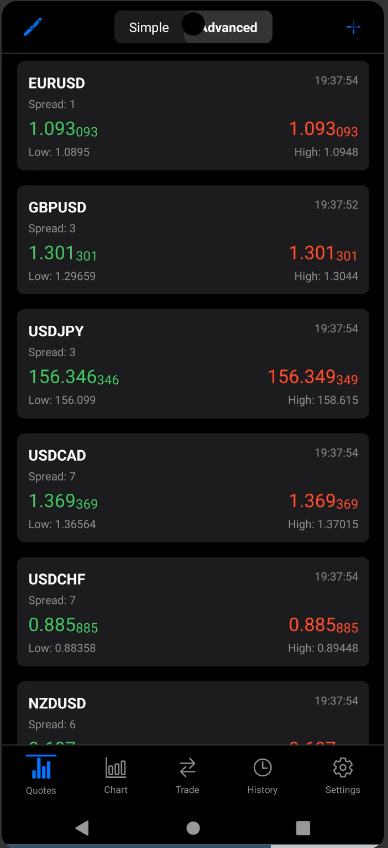 Simple Advanced
EURUSD 19:37:54
Spread: 1
1.093093 1.093093
Low: 1.0895 High: 1.0948
GBPUSD 19:37:52
Spread: 3
1.301301 1.301301
Low: 1.29659 High: 1.3044
USDJPY 19:37:54
Spread: 3
156.346346 156.349349
Low: 156.099 High: 158.615
USDCAD 19:37:54
Spread: 7
1.369369 1.369369
Low: 1.36564 High: 1.37015
USDCHF 19:37:54
Spread: 7
0.885885 0.885885
Low: 0.88358 High: 0.89448
NZDUSD 19:37:54
Spread: 6
Quotes Chart Trade History Settings